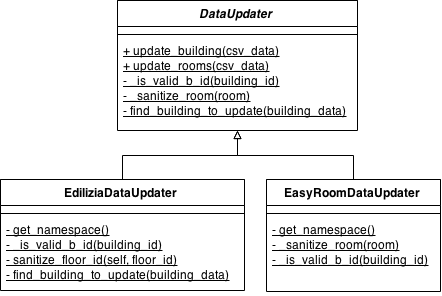 DataUpdater
+ update_building(csv_data)
+ update_rooms(csv_data)
- _is_valid_b_id(building_id)
- _sanitize_room(room)
- find_building_to_update(building_data)
EdiliziaDataUpdater
- get_namespace()
- _is_valid_b_id(building_id)
- sanitize_floor_id(self, floor_id)
- find_building_to_update(building_data)
EasyRoomDataUpdater
- get_namespace()
- _sanitize_room(room)
- _is_valid_b_id(building_id)